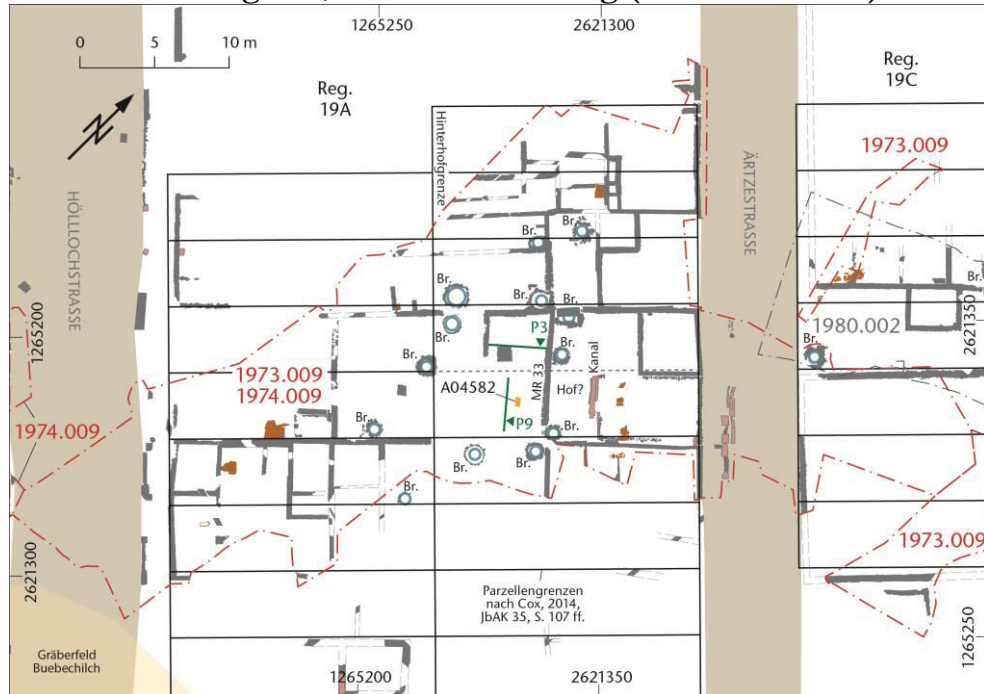 1265250
2621300
0 5 10 m
Reg.
19A
Reg.
19C
Hinterhofgrenze
1973.009
HÖLLLOCHSTRASSE
ÄRTZESTRASSE
Br.
Br.
Br.
Br.
Br.
1265200
P3
Br.
2621350
1980.002
Br.
1973.009
1974.009
A04582
MR 33
Hof?
Kanal
Br.
Br.
P9
Br.
1974.009
Br.
Br.
Br.
1973.009
2621300
Parzellengrenzen
nach Cox, 2014,
JbAK 35, S. 107 ff.
Gräberfeld
Buebechilch
1265200
2621350
1265250